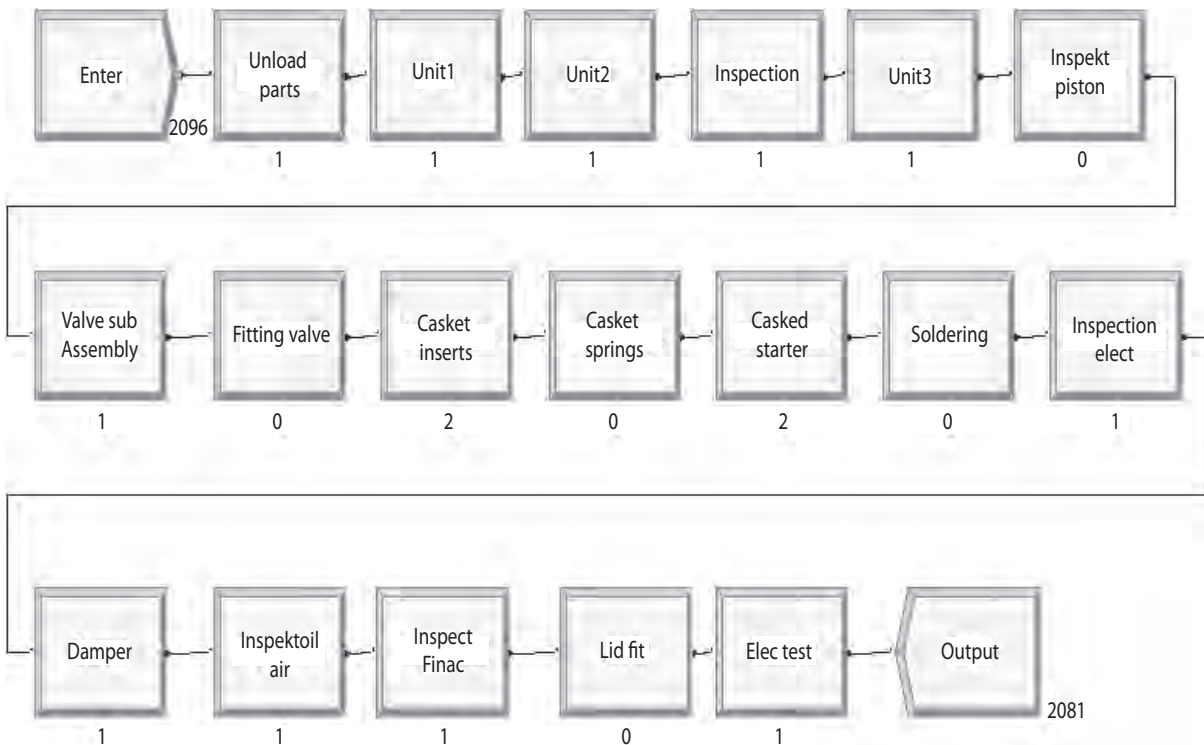 Enter
Unload
parts
Unit1
Unit2
Inspection
Unit3
Inspekt
piston
2096
1
1
1
1
1
0
Valve sub
Assembly
Fitting valve
Casket
inserts
Casket
springs
Casked
starter
Soldering
Inspection
elect
1
0
2
0
2
0
1
Damper
Inspektoil
air
Inspect
Finac
Lid fit
Elec test
Output
2081
1
1
1
0
1